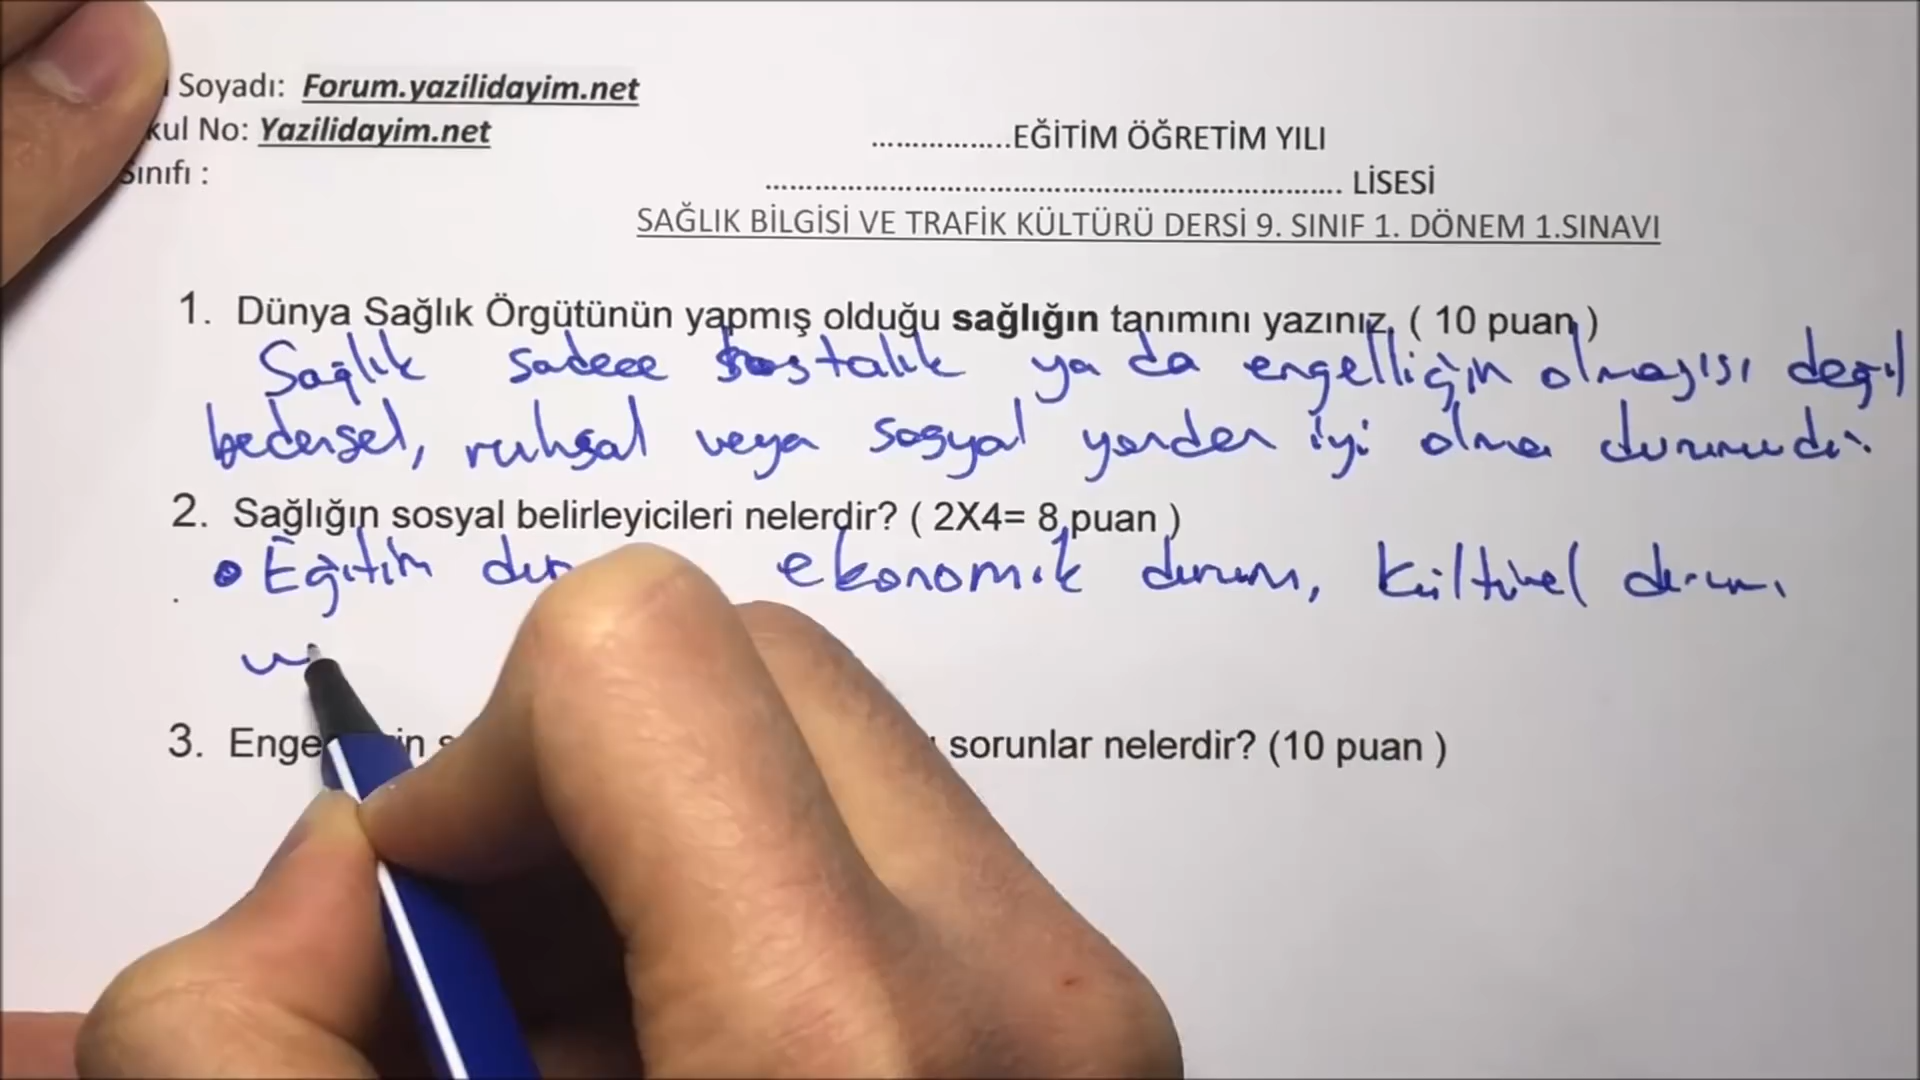 Soyadı: Forum.yazilidayim.net
kul No: Yazilidayim.net
Sınıfı :
.................EĞİTİM ÖĞRETİM YILI
...................................................................... LİSESİ
SAĞLIK BİLGİSİ VE TRAFİK KÜLTÜRÜ DERSİ 9. SINIF 1. DÖNEM 1.SINAVI
1. Dünya Sağlık Örgütünün yapmış olduğu sağlığın tanımını yazınız. ( 10 puan )
Sağlık sadece hastalık ya da engelliğin olmayışı değil
bedensel, ruhsal veya sosyal yönden iyi olma durumudur.
2. Sağlığın sosyal belirleyicileri nelerdir? ( 2X4= 8 puan )
• Eğitim ekonomik durum, kültürel durum
3. sorunlar nelerdir? (10 puan )